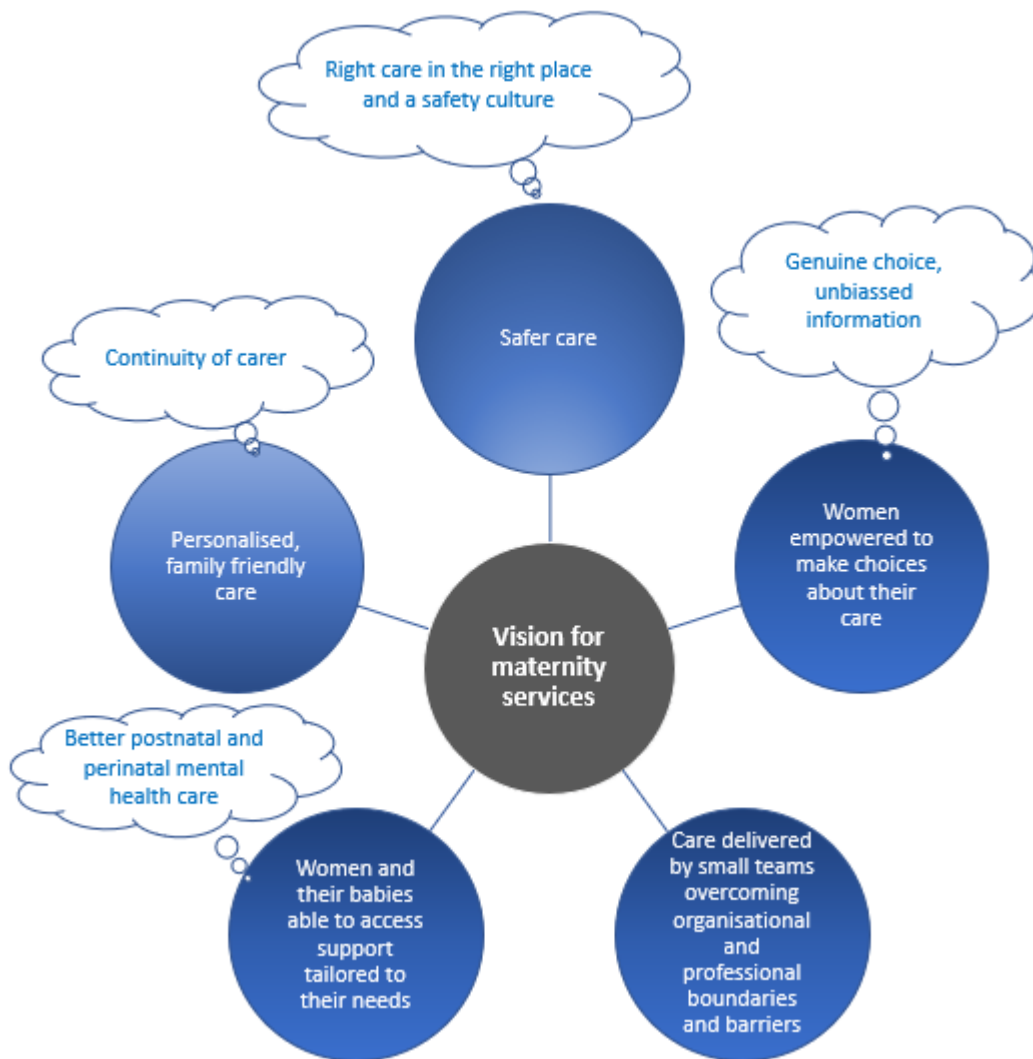 Right care in the right place
and a safety culture
Safer care
Genuine choice,
unbiassed
information
Women
empowered to
make choices
about their
care
Continuity of carer
Personalised,
family friendly
care
Vision for
maternity
services
Better postnatal and
perinatal mental
health care
Women and
their babies
able to access
support
tailored to
their needs
Care delivered
by small teams
overcoming
organisational
and
professional
boundaries
and barriers